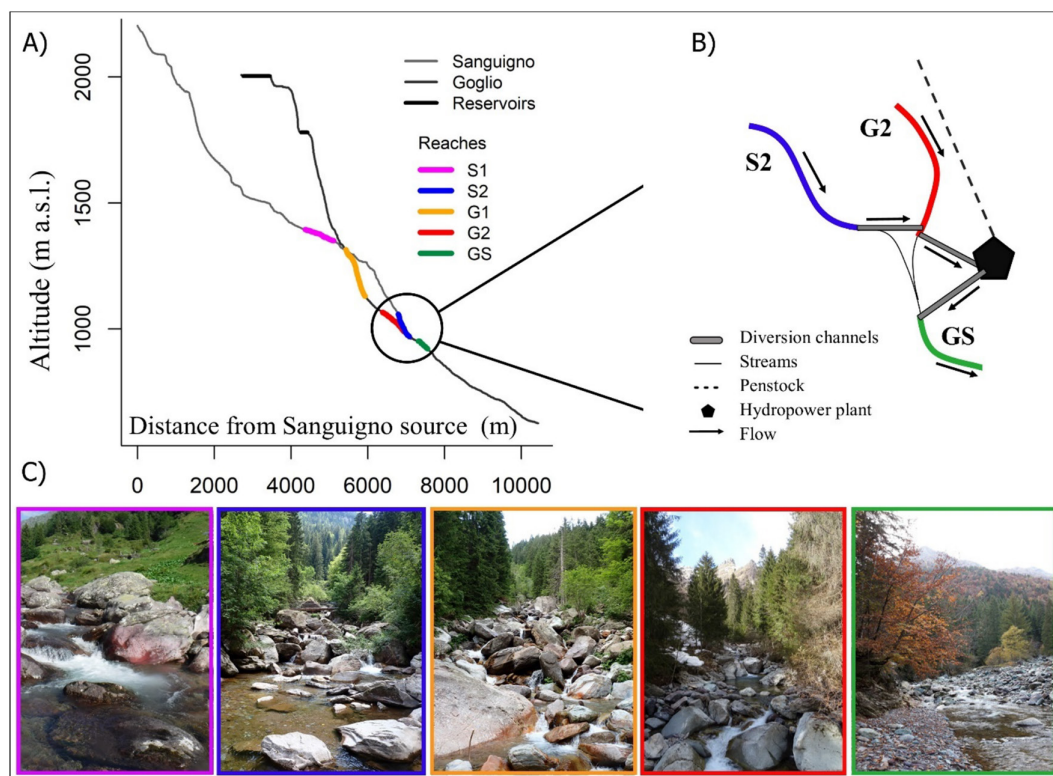 A)
Sanguigno
Goglio
Reservoirs
Reaches
S1
S2
G1
G2
GS
Altitude (m a.s.l.)
2000
1500
1000
Distance from Sanguigno source (m)
0 2000 4000 6000 8000 10000
B)
G2
S2
GS
Diversion channels
Streams
Penstock
Hydropower plant
Flow
C)